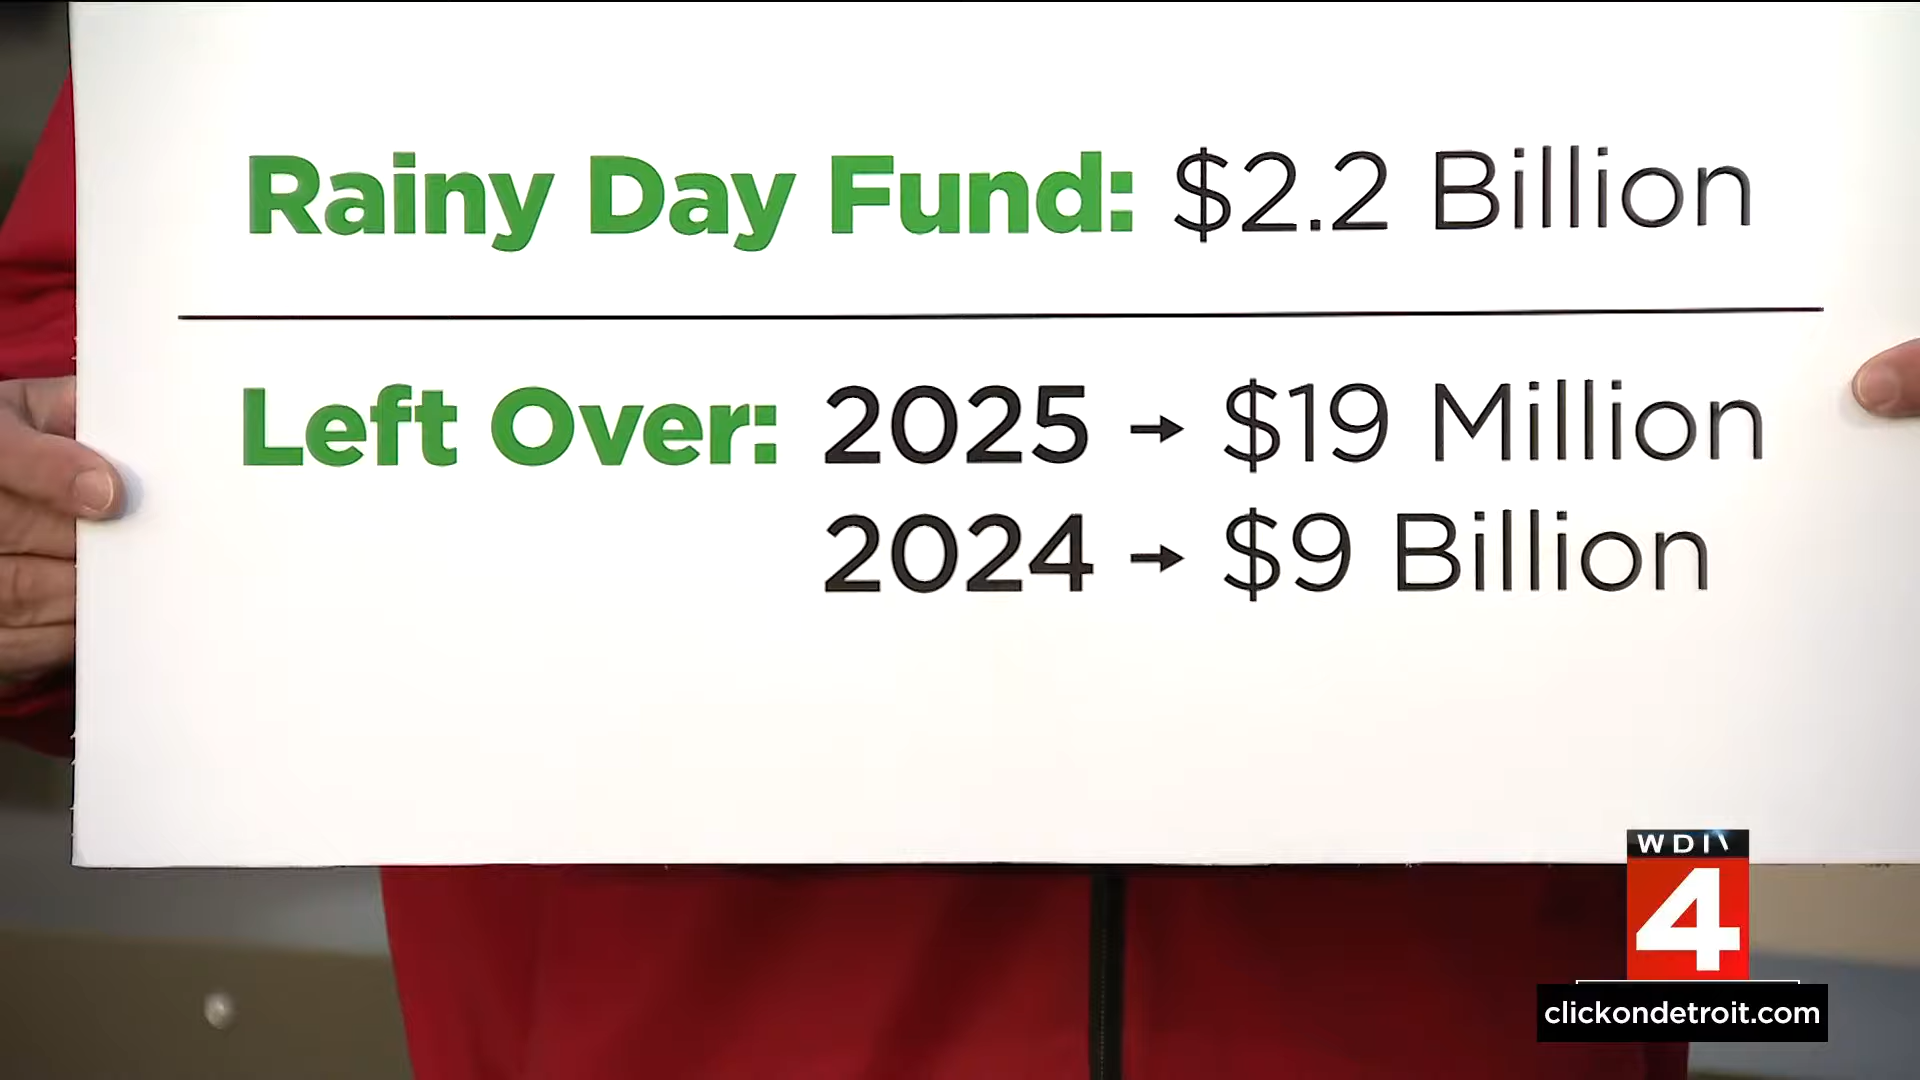 Rainy Day Fund: $2.2 Billion
Left Over: 2025 → $19 Million
2024 → $9 Billion
WDIV
4
clickondetroit.com